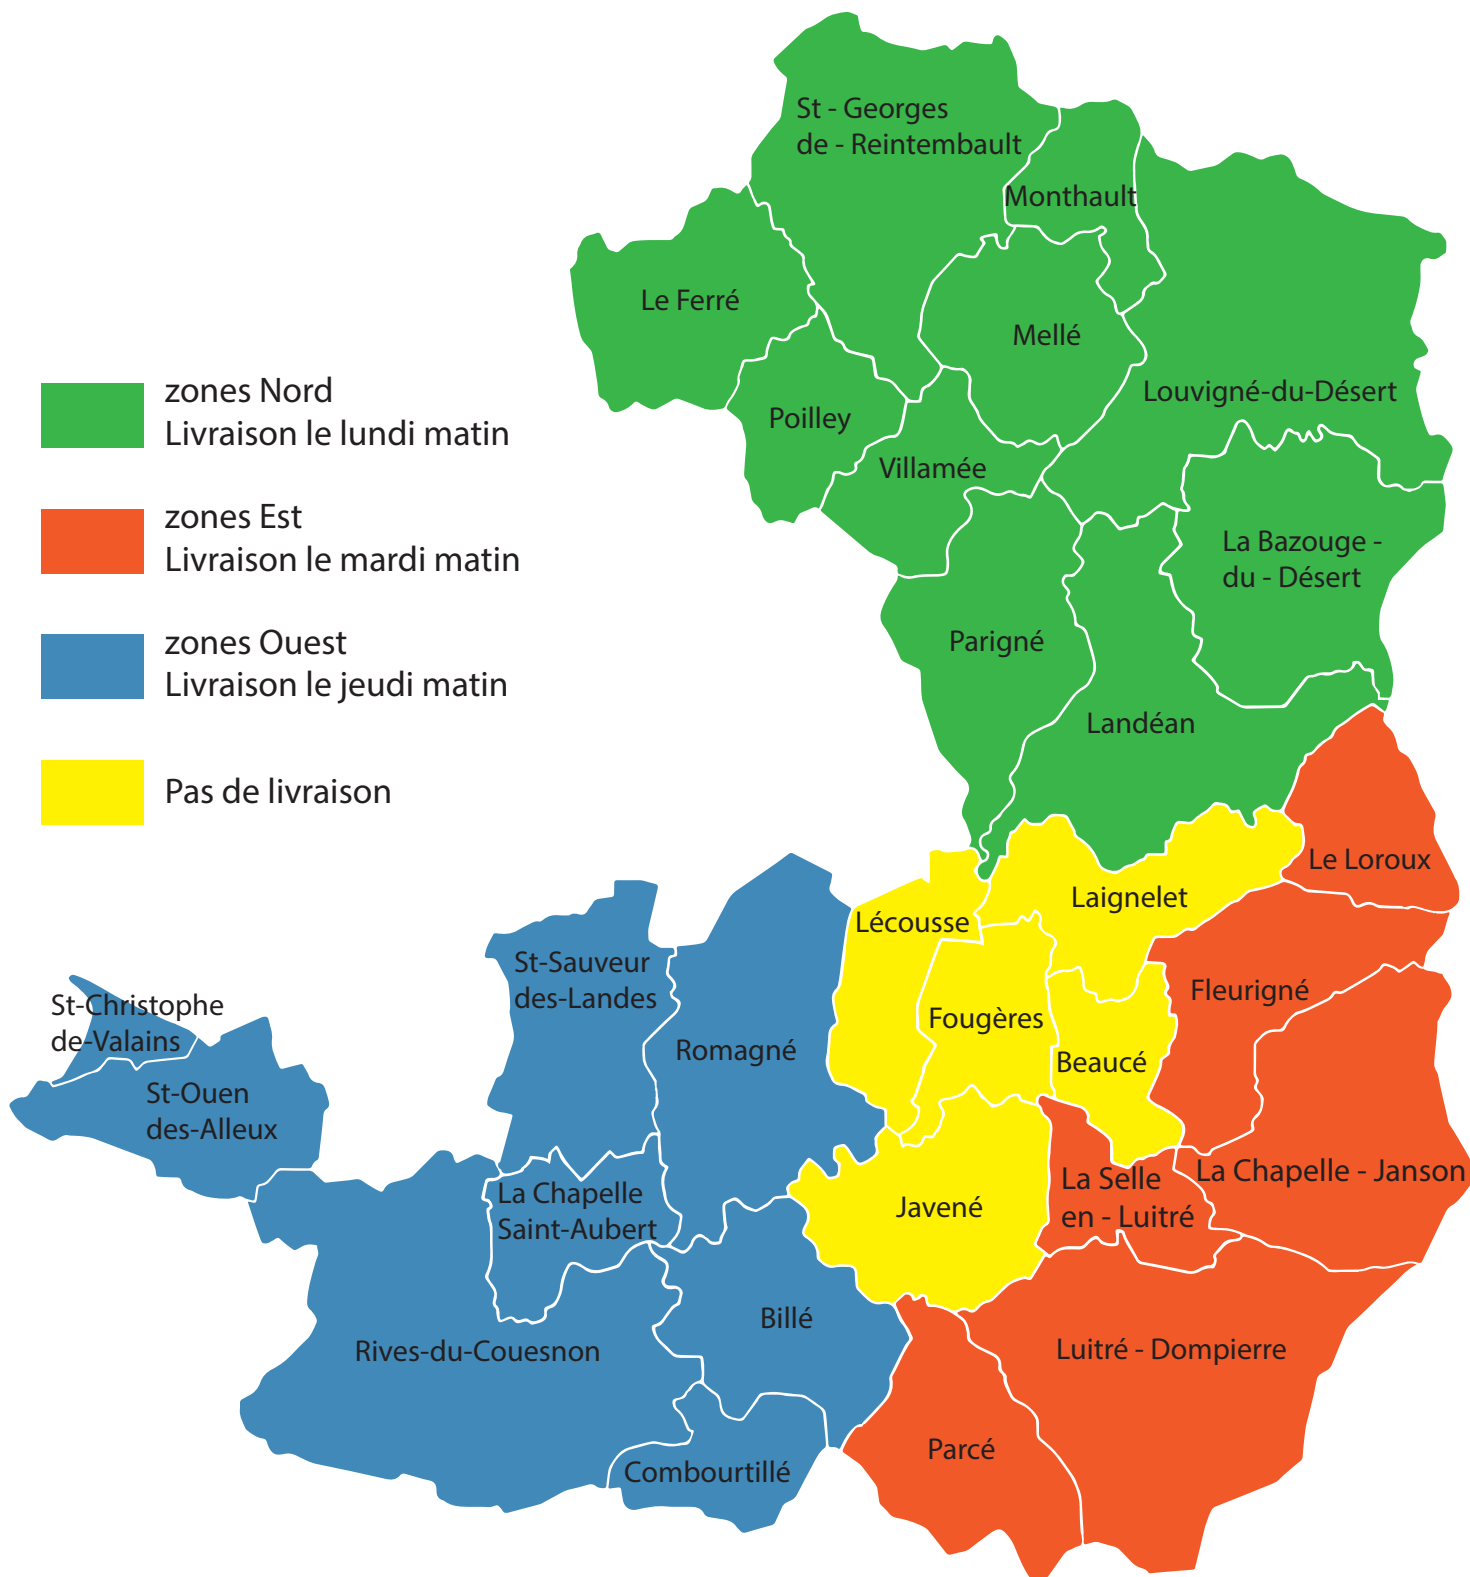 St - Georges
de - Reintembault
Monthault
Le Ferré
Mellé
zones Nord
Livraison le lundi matin
Louvigné-du-Désert
Poilley
Villamée
zones Est
Livraison le mardi matin
La Bazouge -
du - Désert
zones Ouest
Livraison le jeudi matin
Parigné
Landéan
Pas de livraison
Le Loroux
Laignelet
Lécousse
St-Sauveur
des-Landes
Fleurigné
St-Christophe
de-Valains
Fougères
Romagné
Beaucé
St-Ouen
des-Alleux
La Chapelle - Janson
La Selle
en - Luitré
La Chapelle
Saint-Aubert
Javené
Billé
Rives-du-Couesnon
Luitré - Dompierre
Parcé
Combourtillé